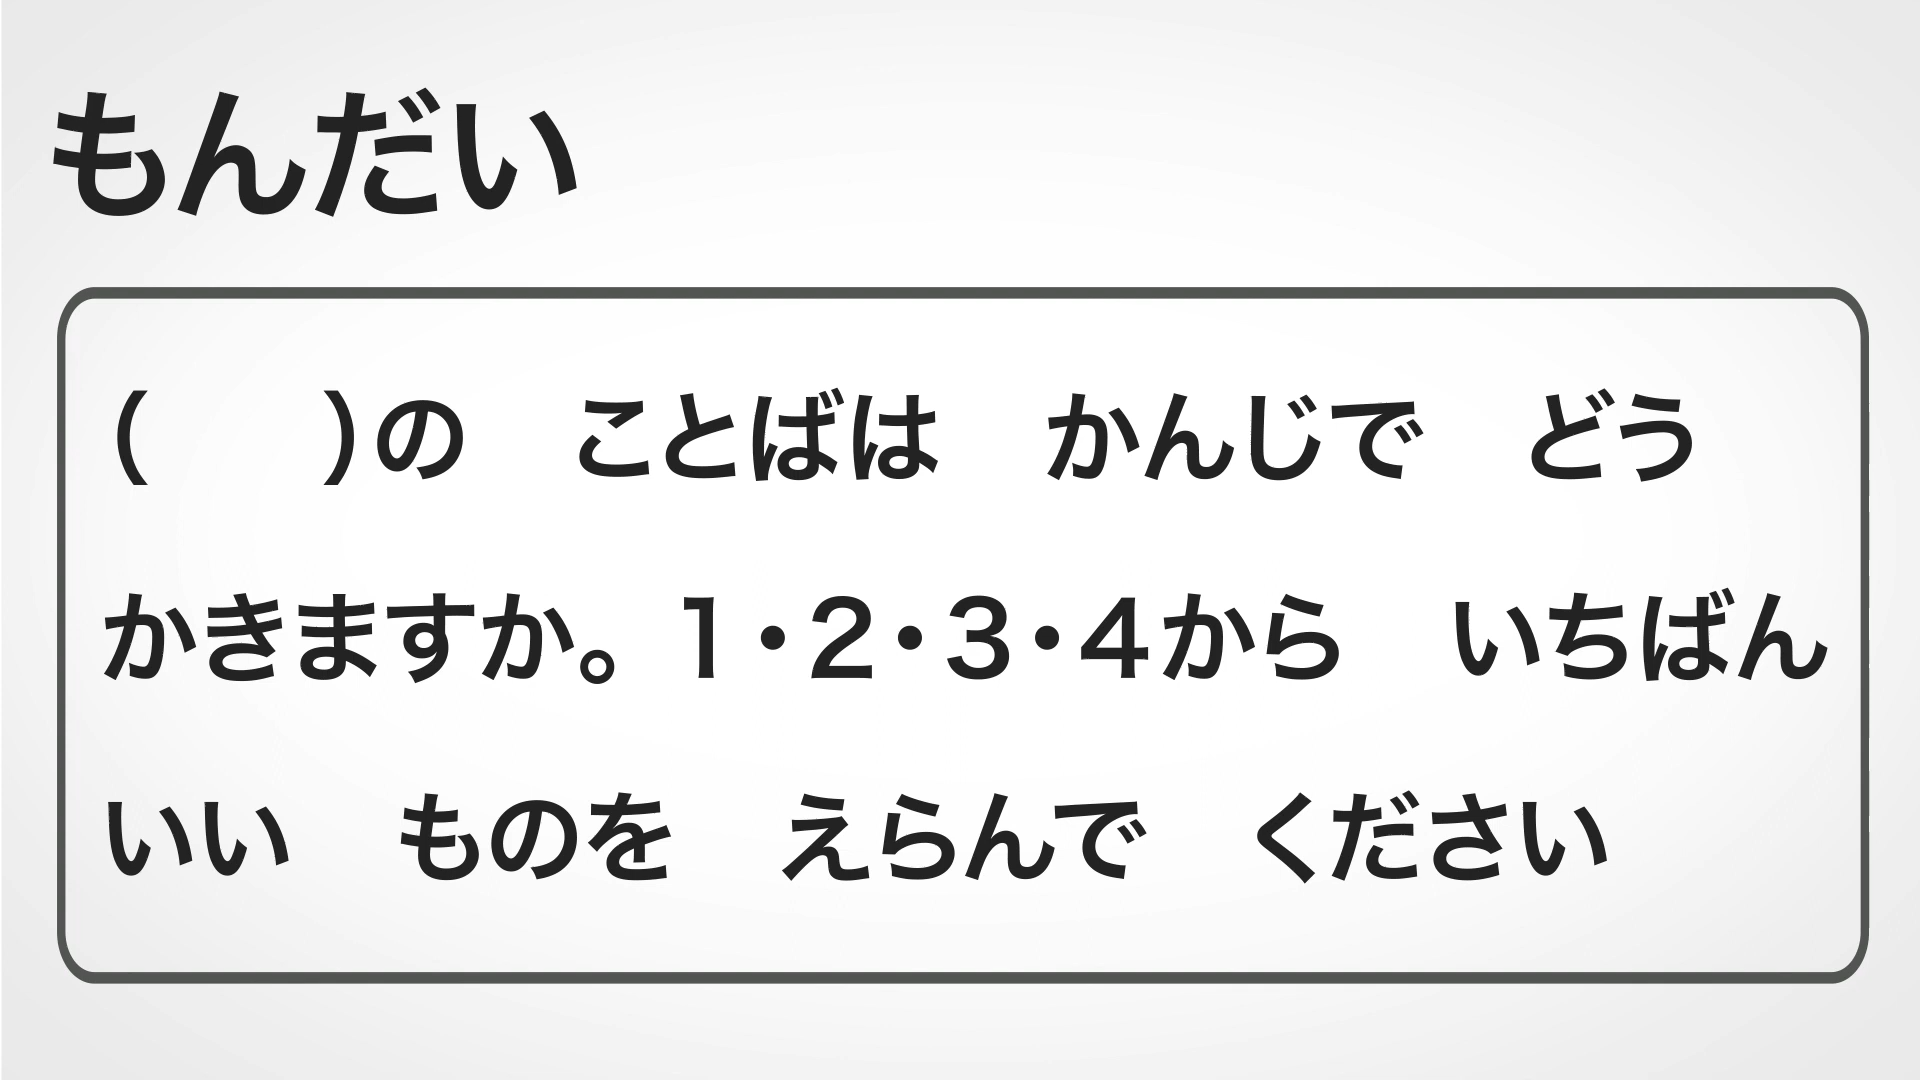 もんだい
(　　)の　ことばは　かんじで　どう
かきますか。1・2・3・4から　いちばん
いい　ものを　えらんで　ください